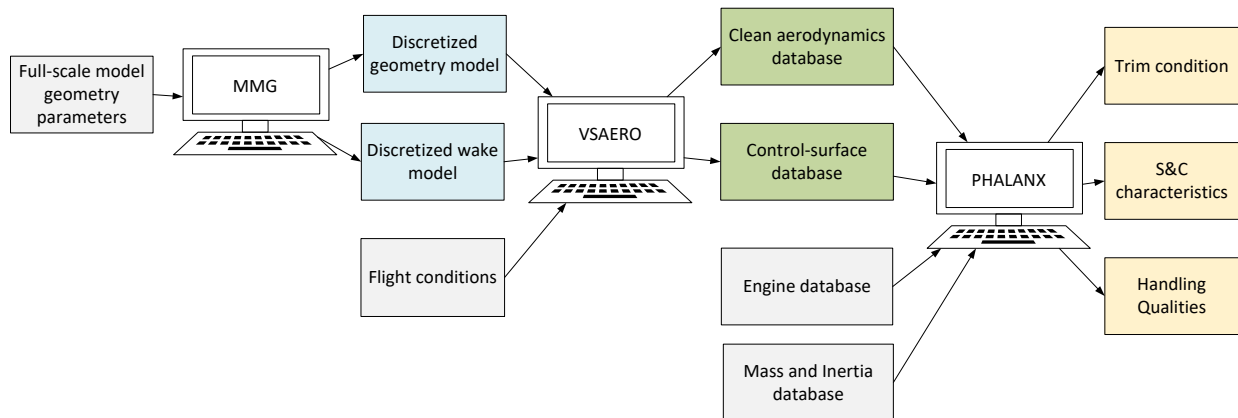 Full-scale model
geometry
parameters
MMG
Discretized
geometry model
Discretized wake
model
Flight conditions
VSAERO
Clean aerodynamics
database
Control-surface
database
Engine database
Mass and Inertia
database
PHALANX
Trim condition
S&C
characteristics
Handling
Qualities